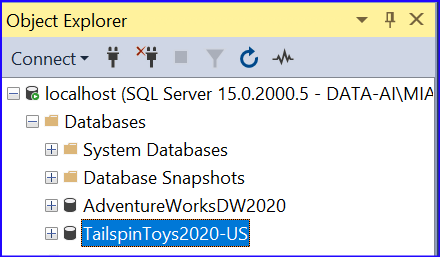 Object Explorer
Connect
localhost (SQL Server 15.0.2000.5 - DATA-AI\MIA
Databases
System Databases
Database Snapshots
AdventureWorksDW2020
TailspinToys2020-US